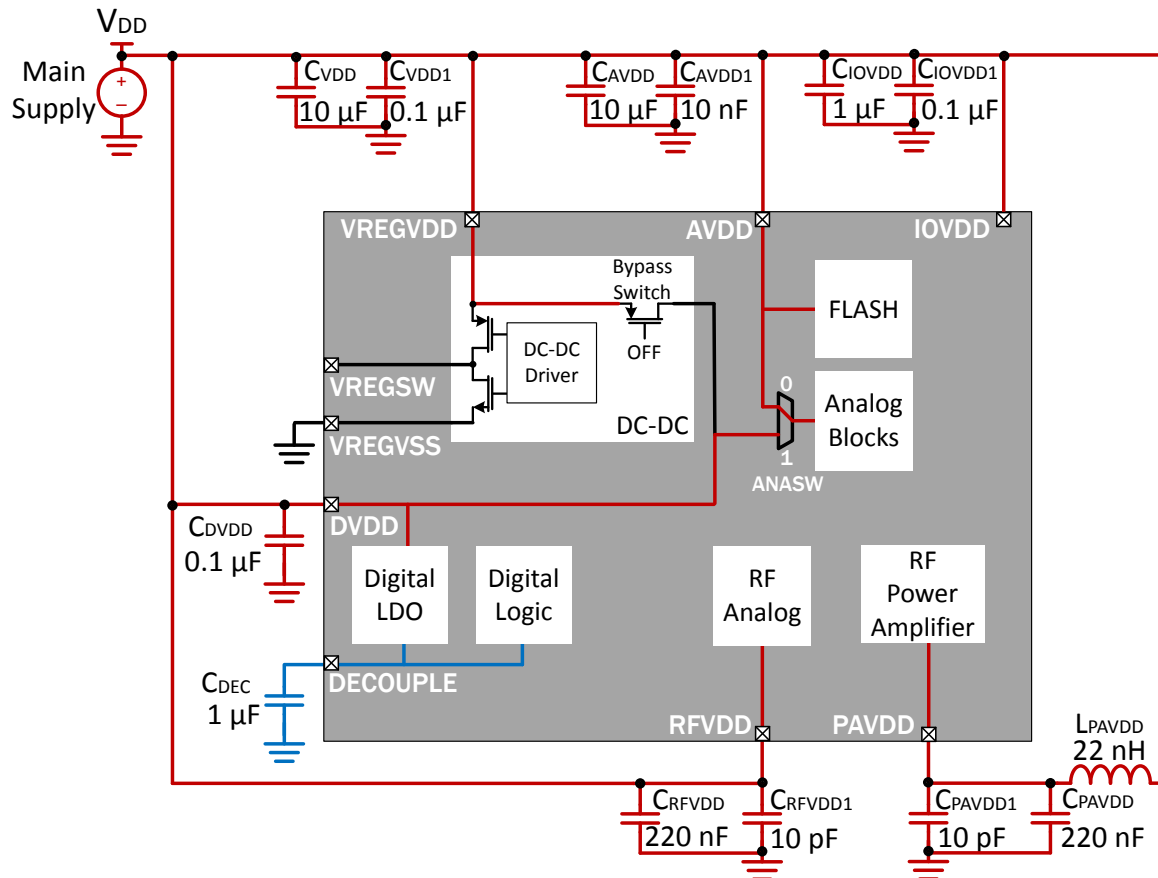 VDD
Main
Supply
+
−
CVDD
10 µF
CVDD1
0.1 µF
CAVDD
10 µF
CAVDD1
10 nF
CIOVDD
1 µF
CIOVDD1
0.1 µF
VREGVDD
AVDD
IOVDD
Bypass
Switch
OFF
DC-DC
Driver
DC-DC
VREGSW
VREGVSS
FLASH
0
Analog
Blocks
1
ANASW
CDVDD
0.1 µF
DVDD
Digital
LDO
Digital
Logic
RF
Analog
RF
Power
Amplifier
CDEC
1 µF
DECOUPLE
RFVDD
PAVDD
LPAVDD
22 nH
CRFVDD
220 nF
CRFVDD1
10 pF
CPAVDD1
10 pF
CPAVDD
220 nF